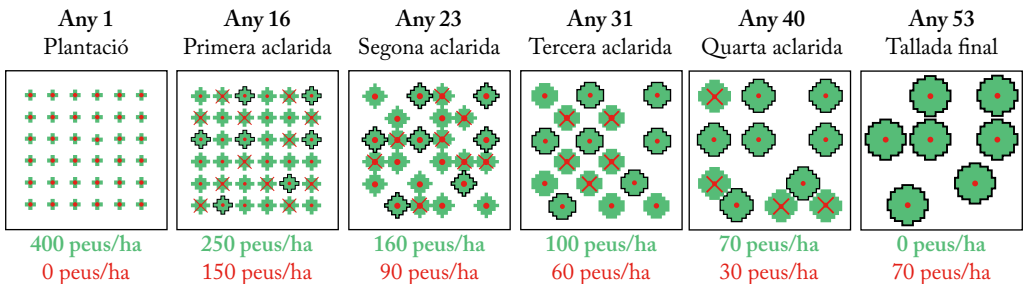 Any 1
Plantació
400 peus/ha
0 peus/ha
Any 16
Primera aclarida
250 peus/ha
150 peus/ha
Any 23
Segona aclarida
160 peus/ha
90 peus/ha
Any 31
Tercera aclarida
100 peus/ha
60 peus/ha
Any 40
Quarta aclarida
70 peus/ha
30 peus/ha
Any 53
Tallada final
0 peus/ha
70 peus/ha